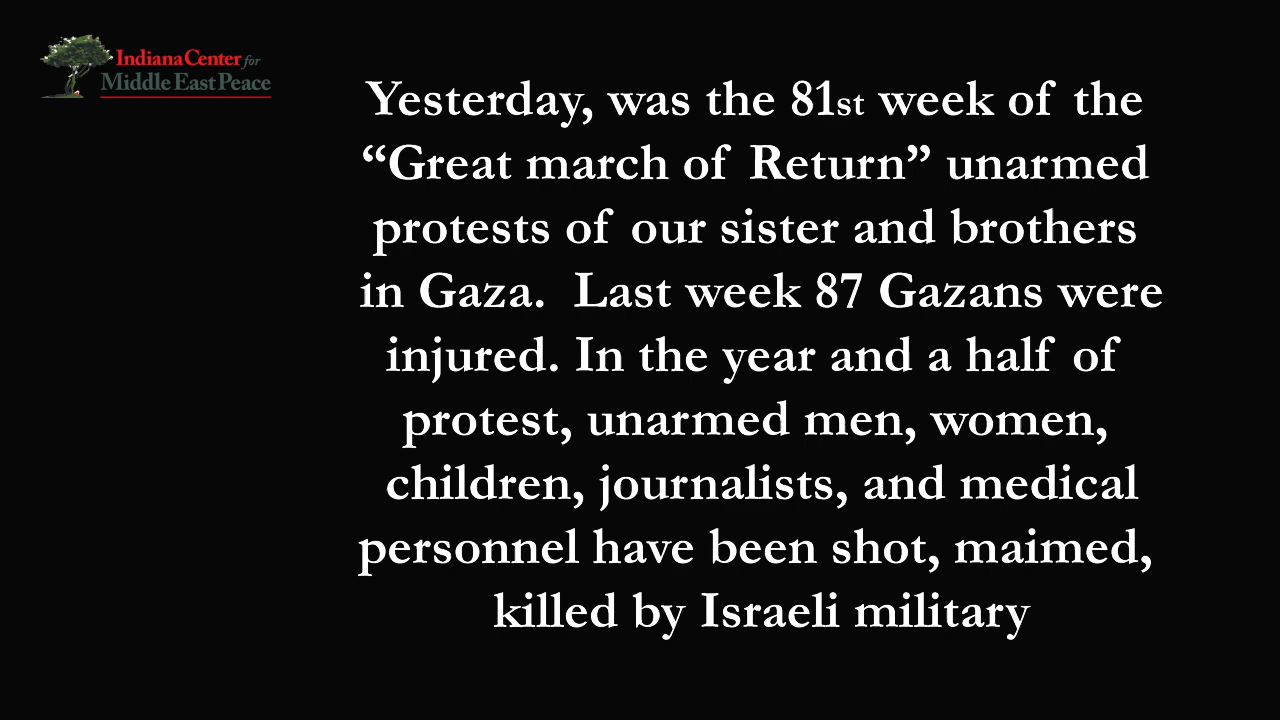 Indiana Center for
Middle East Peace
Yesterday, was the 81st week of the
“Great march of Return” unarmed
protests of our sister and brothers
in Gaza. Last week 87 Gazans were
injured. In the year and a half of
protest, unarmed men, women,
children, journalists, and medical
personnel have been shot, maimed,
killed by Israeli military